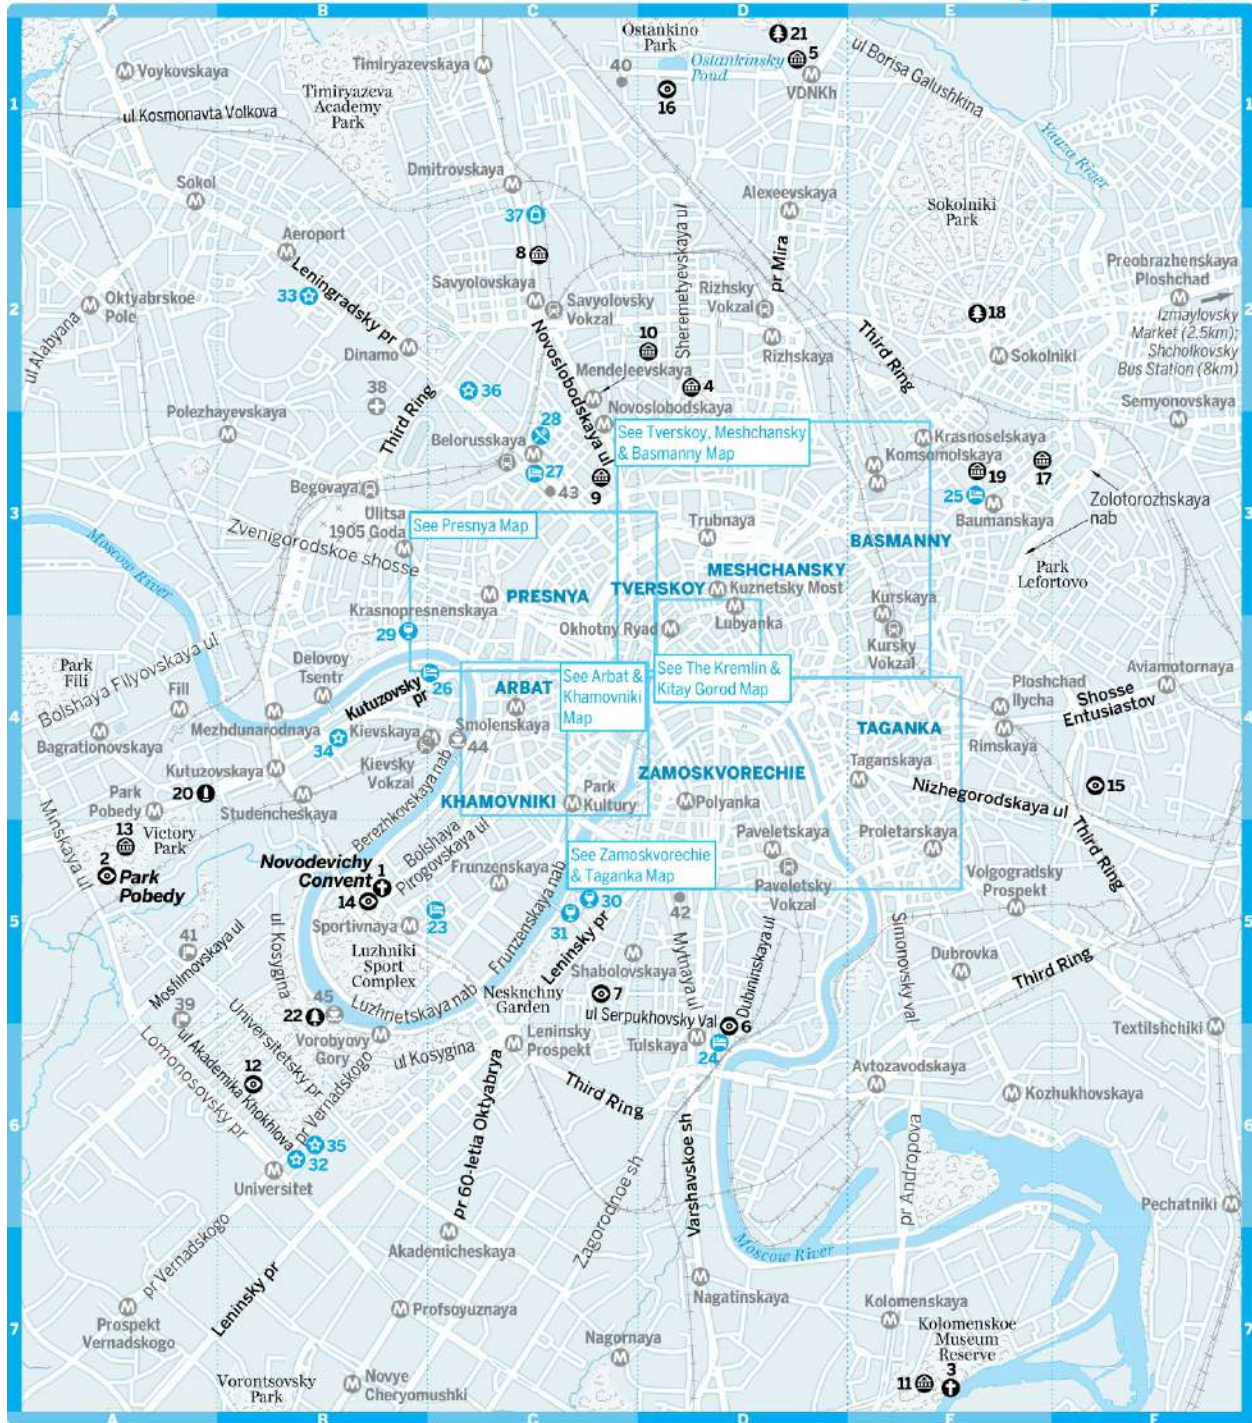 A
B
C
D
E
F
1
2
3
4
5
6
7
Voykovskaya
Timiryazevskaya
Ostankino
Park
40
21
5
Ostankinsky
Pond
ul Borisa Galushkina
16
VDNKh
Timiryazeva
Academy
Park
ul Kosmonavta Volkova
Yauza River
Dmitrovskaya
Sokol
Alexeevskaya
Sokolniki
Park
37
Aeroport
8
Sheremetyevskaya ul
pr Mira
Preobrazhenskaya
Ploshchad
Leningradsky pr
33
Savyolovskaya
Savyolovsky
Vokzal
Rizhsky
Vokzal
18
Oktyabrskoe
Pole
Izmaylovsky
Market (2.5km);
Shcholkovsky
Bus Station (8km)
ul Alabyana
Dinamo
10
Rizhskaya
Third Ring
Sokolniki
Novoslobodskaya ul
Mendeleevskaya
38
36
4
Third Ring
Semyonovskaya
Polezhayevskaya
Novoslobodskaya
28
Belorusskaya
See Tverskoy, Meshchansky
& Basmanny Map
Krasnoselskaya
Komsomolskaya
27
19
17
Begovaya
43
9
25
Baumanskaya
Zolotorozhskaya
nab
Ulitsa
1905 Goda
See Presnya Map
Trubnaya
Zvenigorodskoe shosse
BASMANNY
Moscow River
MESHCHANSKY
Park
Lefortovo
PRESNYA
TVERSKOY
Kuznetsky Most
Krasnopresnenskaya
Lubyanka
Kurskaya
29
Okhotny Ryad
Kursky
Vokzal
Park
Fili
Bolshaya Filyovskaya ul
Delovoy
Tsentr
See The Kremlin &
Kitay Gorod Map
Aviamotornaya
See Arbat &
Khamovniki
Map
26
ARBAT
Ploshchad
Ilycha
Shosse
Entusiastov
Fili
Kutuzovsky
pr
Smolenskaya
TAGANKA
Bagrationovskaya
Mezhdunarodnaya
34
Kievskaya
44
Rimskaya
Kutuzovskaya
Kievsky
Vokzal
ZAMOSKVORECHIE
Taganskaya
15
Nizhegorodskaya ul
20
Studencheskaya
Berezhkovskaya nab
KHAMOVNIKI
Park
Kultury
Polyanka
Park
Pobedy
Minskaya ul
13
Victory
Park
Bolshaya
Pirogovskaya ul
Paveletskaya
Proletarskaya
Third Ring
2
Park
Pobedy
Novodevichy
Convent
1
Frunzenskaya
See Zamoskvorechie
& Taganka Map
Paveletsky
Vokzal
Volgogradsky
Prospekt
14
30
Sportivnaya
23
31
42
41
ul Kosygina
Frunzenskaya nab
Leninsky pr
Mytnaya ul
Dubininskaya ul
Simonovsky val
Dubrovka
Mosfilmovskaya ul
Luzhniki
Sport
Complex
Shabolovskaya
Third Ring
39
45
Luzhnetskaya nab
Neskuchny
Garden
7
22
Universitetsky pr
ul Serpukhovsky Val
6
Textilshchiki
Vorobyovy
Gory
ul Kosygina
Leninsky
Prospekt
Tulskaya
24
Lomonosovsky pr
ul Akademika Khokhlova
12
pr Vernadskogo
Third Ring
Avtozavodskaya
Kozhukhovskaya
pr 60-letia Oktyabrya
35
32
Varshavskoe sh
Zagorodnoe sh
pr Andropova
Universitet
Pechatniki
Akademicheskaya
Moscow River
pr Vernadskogo
Leninsky pr
Nagatinskaya
Kolomenskaya
Profsoyuznaya
Prospekt
Vernadskogo
Kolomenskoe
Museum
Reserve
Nagornaya
Vorontsovsky
Park
Novye
Cheryomushki
11
3
A
B
C
D
E
F
1
2
3
4
5
6
7